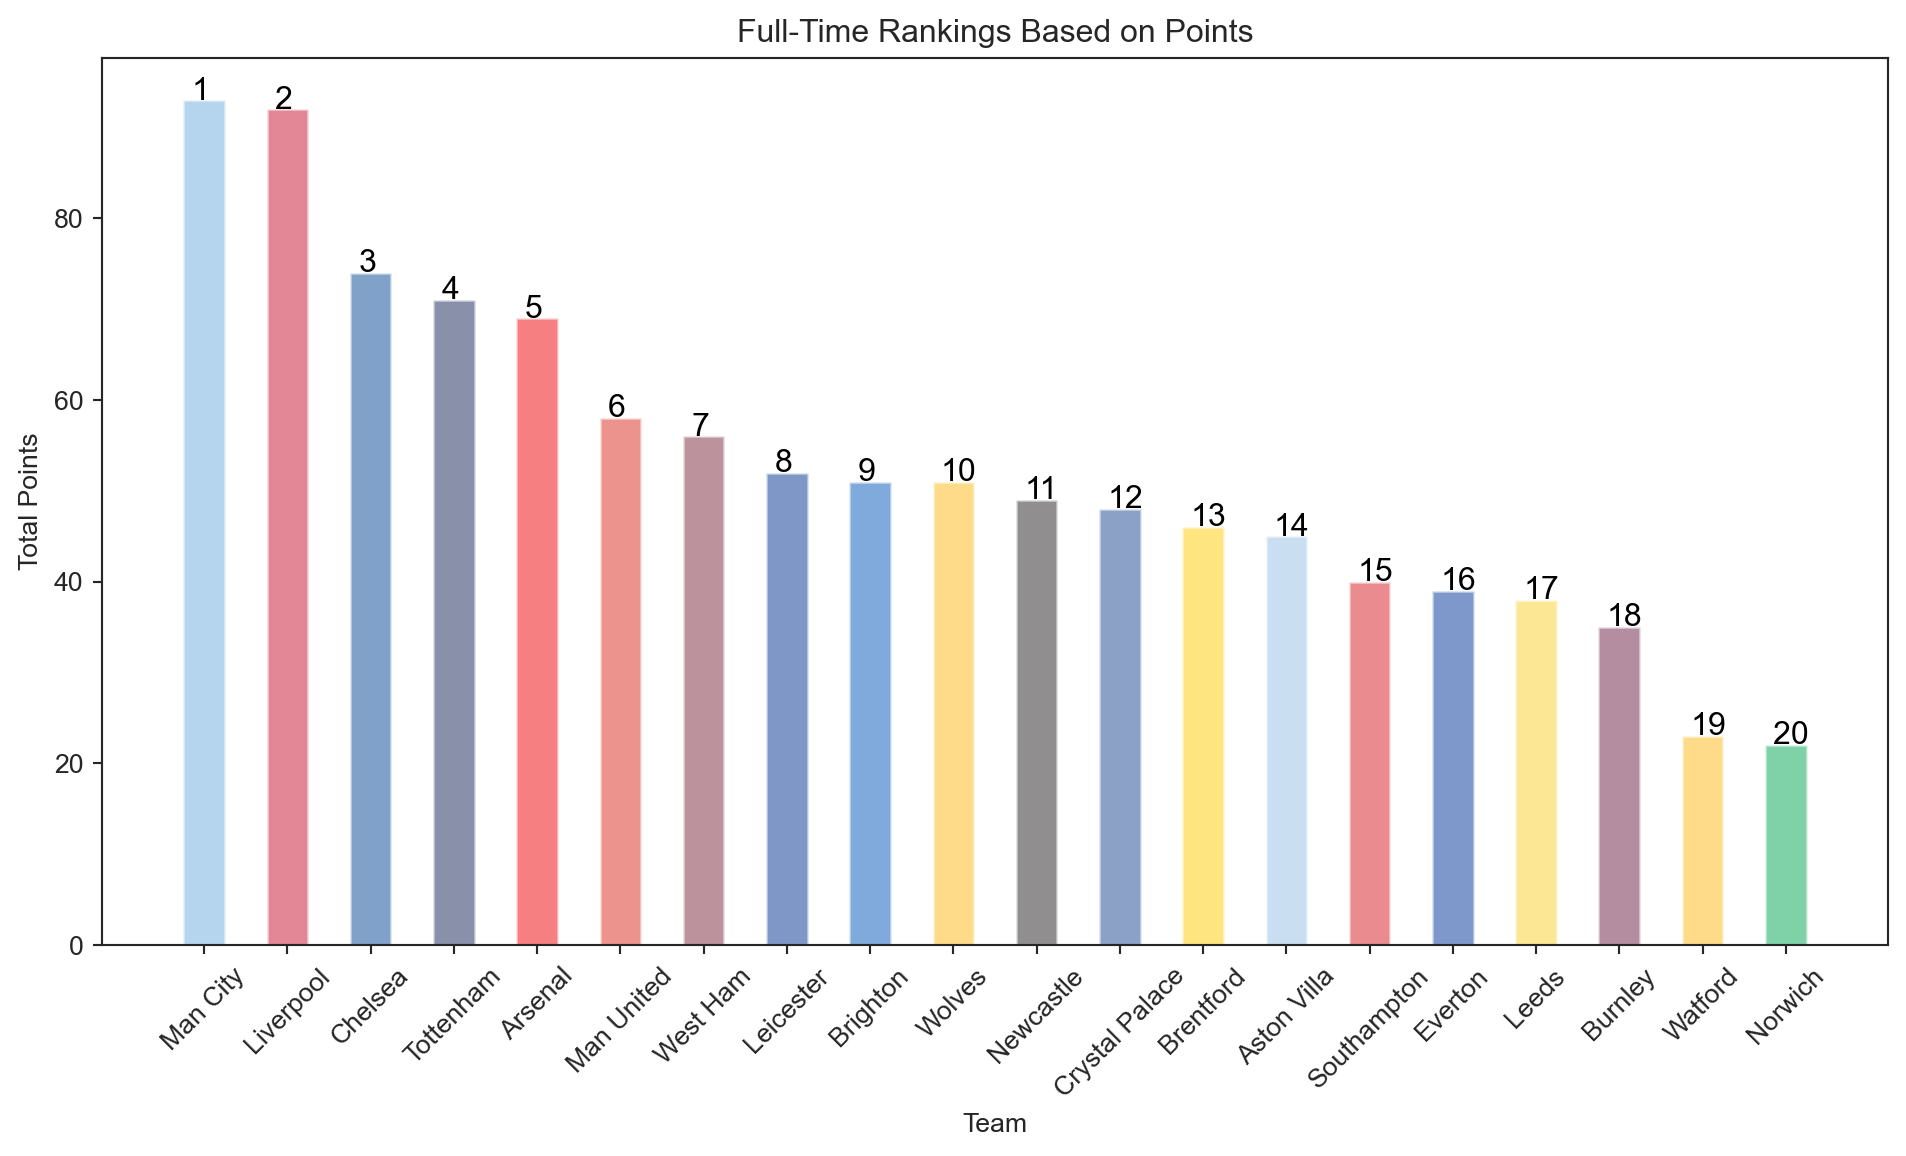 Full-Time Rankings Based on Points
Total Points
80
60
40
20
0
1
2
3
4
5
6
7
8
9
10
11
12
13
14
15
16
17
18
19
20
Man City
Liverpool
Chelsea
Tottenham
Arsenal
Man United
West Ham
Leicester
Brighton
Wolves
Newcastle
Crystal Palace
Brentford
Aston Villa
Southampton
Everton
Leeds
Burnley
Watford
Norwich
Team